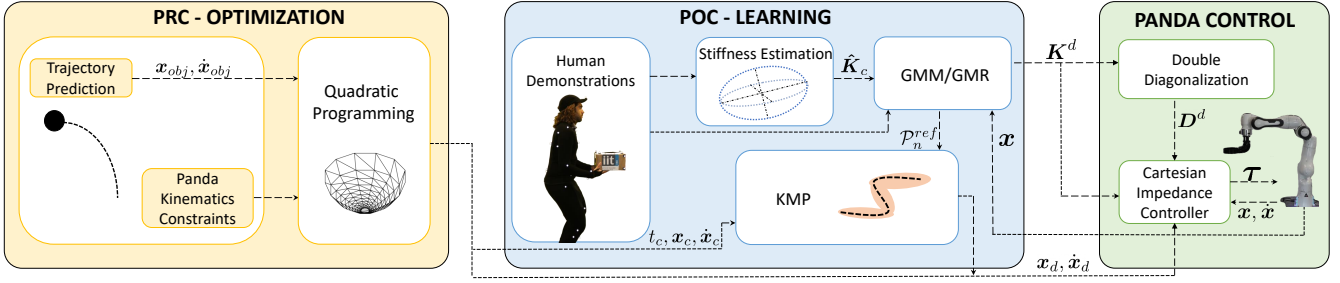 PRC - OPTIMIZATION
Trajectory
Prediction
𝒙_obj, 𝒙̇_obj
Quadratic
Programming
Panda
Kinematics
Constraints
POC - LEARNING
Human
Demonstrations
iit
Stiffness Estimation
K̂_c
GMM/GMR
𝒫_n^ref
KMP
t_c, 𝒙_c, 𝒙̇_c
𝒙
PANDA CONTROL
K^d
Double
Diagonalization
D^d
Cartesian
Impedance
Controller
τ
𝒙, 𝒙̇
𝒙_d, 𝒙̇_d